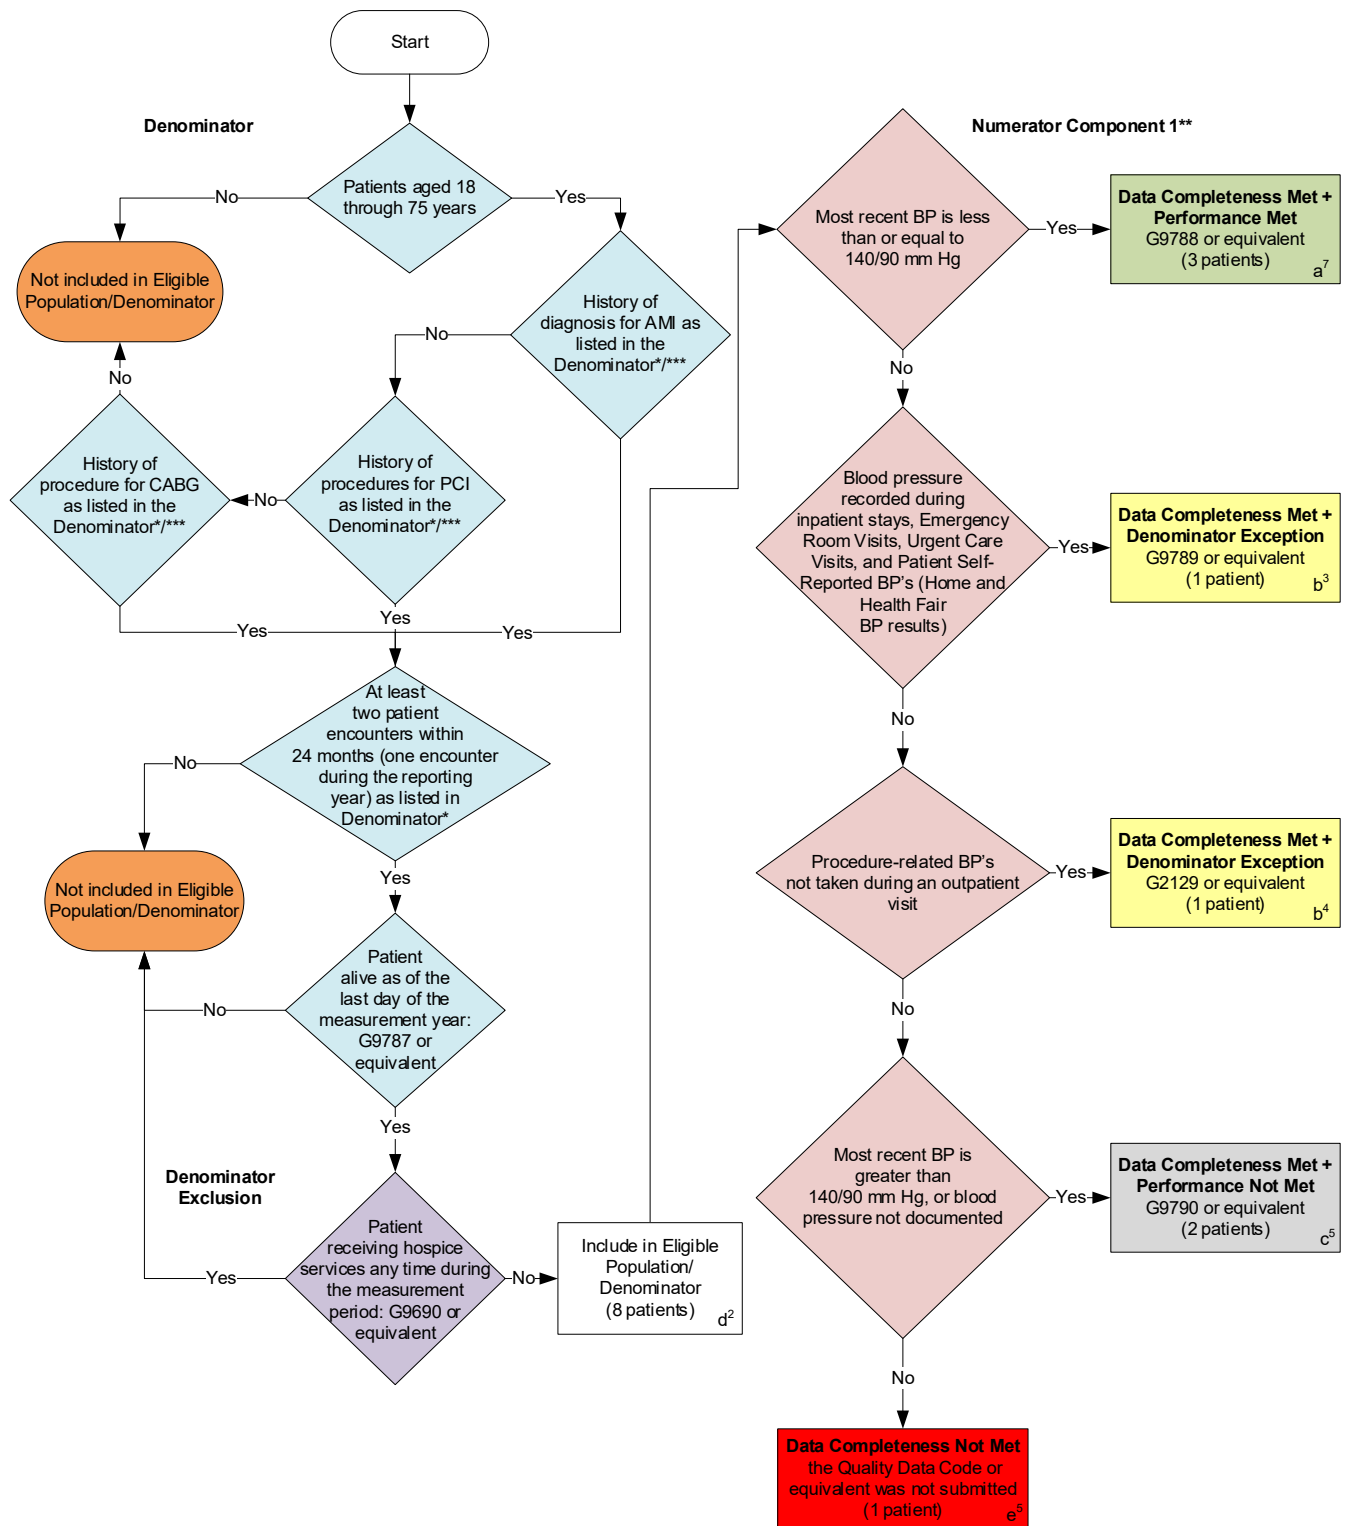 Start
Denominator
Patients aged 18
through 75 years
No
Yes
Not included in Eligible
Population/Denominator
History of
diagnosis for AMI as
listed in the
Denominator*/***
No
No
History of
procedure for CABG
as listed in the
Denominator*/***
No
History of
procedures for PCI
as listed in the
Denominator*/***
Yes
Yes
Yes
At least
two patient
encounters within
24 months (one encounter
during the reporting
year) as listed in
Denominator*
No
Yes
Not included in Eligible
Population/Denominator
Patient
alive as of the
last day of the
measurement year:
G9787 or
equivalent
No
Yes
Denominator
Exclusion
Patient
receiving hospice
services any time during
the measurement
period: G9690 or
equivalent
Yes
No
Include in Eligible
Population/
Denominator
(8 patients)
d2
Numerator Component 1**
Most recent BP is less
than or equal to
140/90 mm Hg
Yes
Data Completeness Met +
Performance Met
G9788 or equivalent
(3 patients)
a7
No
Blood pressure
recorded during
inpatient stays, Emergency
Room Visits, Urgent Care
Visits, and Patient Self-
Reported BP's (Home and
Health Fair
BP results)
Yes
Data Completeness Met +
Denominator Exception
G9789 or equivalent
(1 patient)
b3
No
Procedure-related BP's
not taken during an outpatient
visit
Yes
Data Completeness Met +
Denominator Exception
G2129 or equivalent
(1 patient)
b4
No
Most recent BP is
greater than
140/90 mm Hg, or blood
pressure not documented
Yes
Data Completeness Met +
Performance Not Met
G9790 or equivalent
(2 patients)
c5
No
Data Completeness Not Met
the Quality Data Code or
equivalent was not submitted
(1 patient)
e5